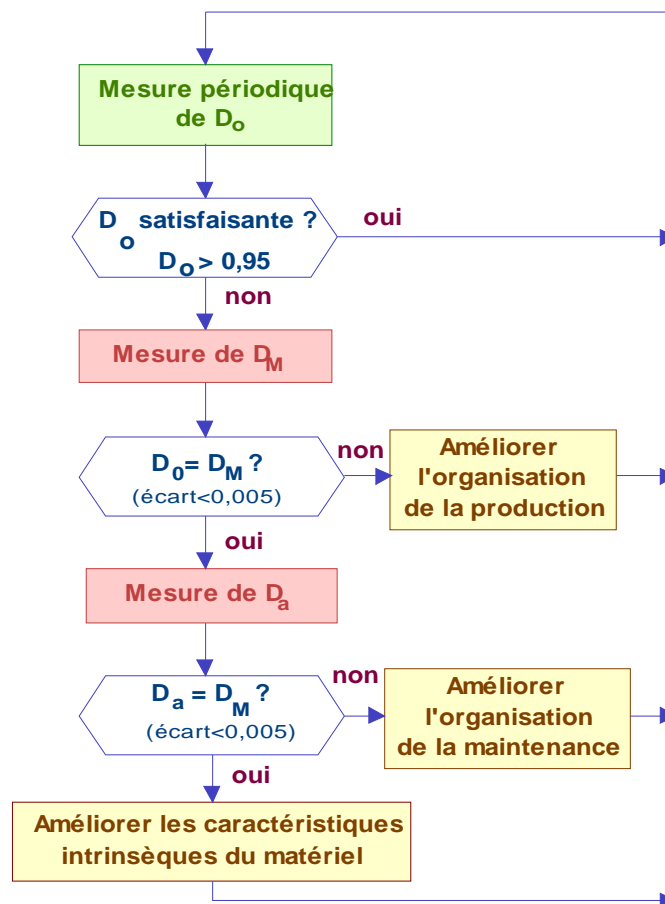 Mesure périodique
de Do
Do satisfaisante ?
Do > 0,95
oui
non
Mesure de DM
D0= DM ?
(écart<0,005)
non
Améliorer
l'organisation
de la production
oui
Mesure de Da
Da = DM ?
(écart<0,005)
non
Améliorer
l'organisation
de la maintenance
oui
Améliorer les caractéristiques
intrinsèques du matériel